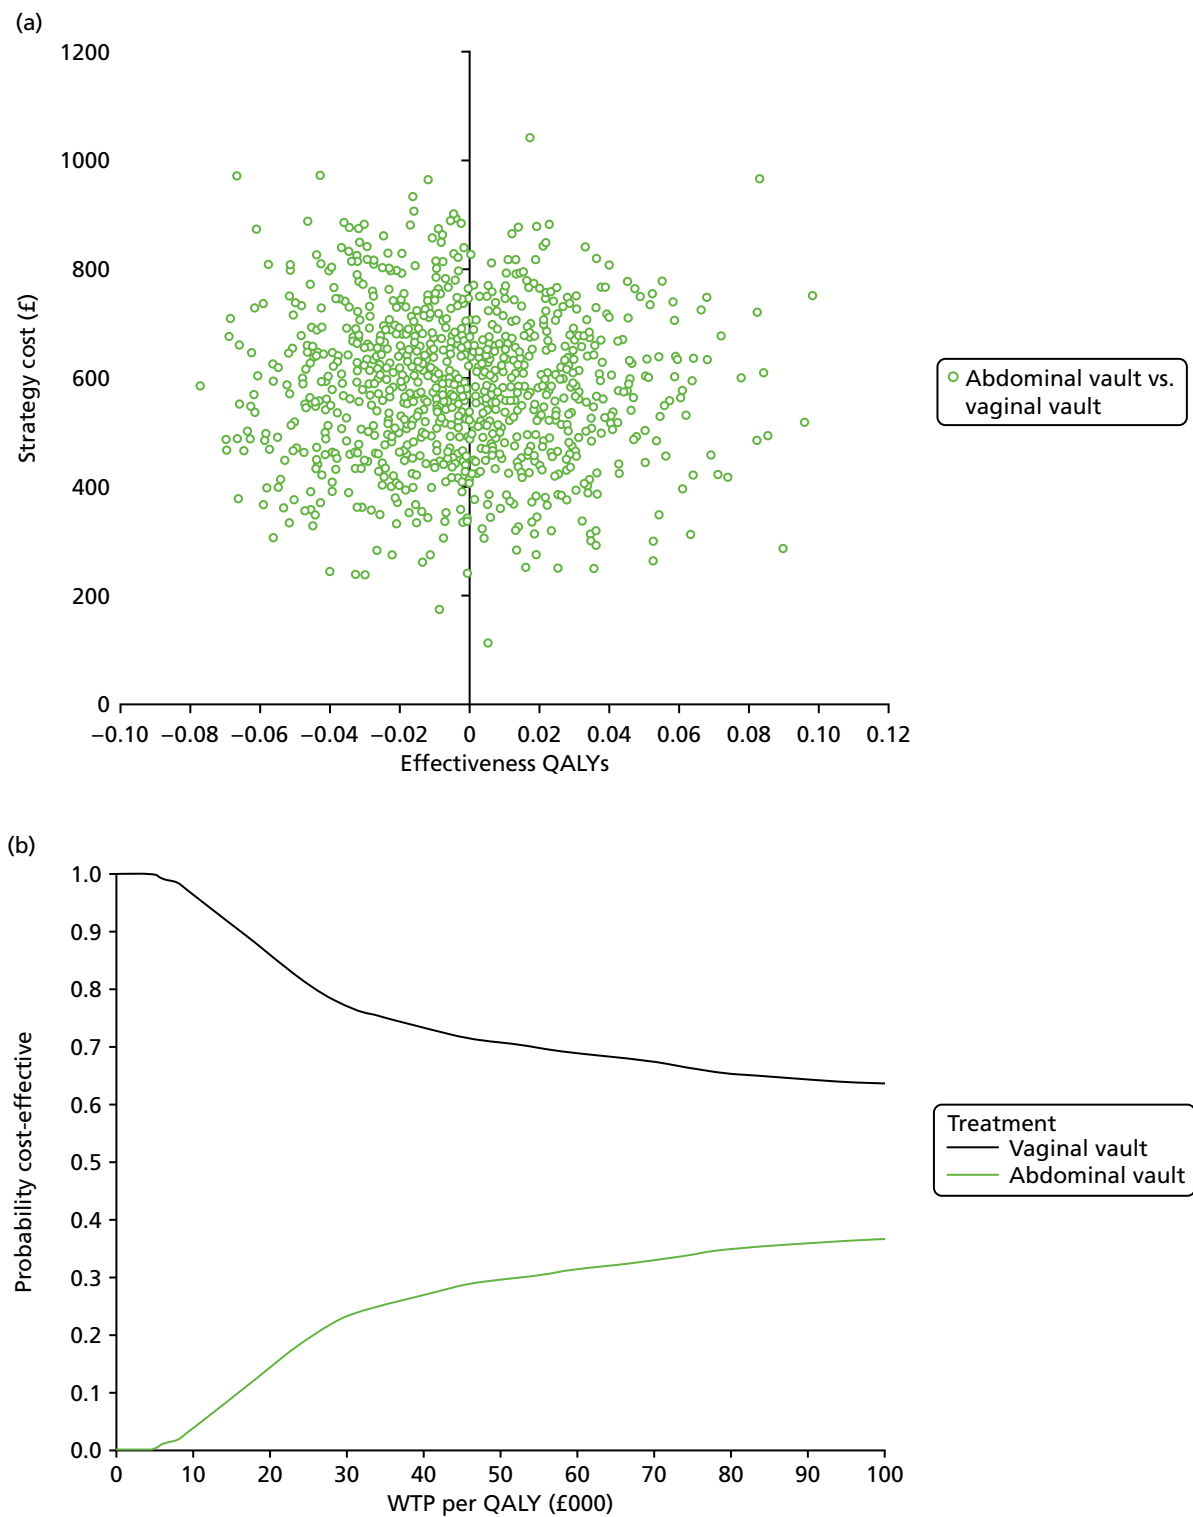 (a)
1200
1000
800
600
400
200
0
Strategy cost (£)
−0.10 −0.08 −0.06 −0.04 −0.02 0 0.02 0.04 0.06 0.08 0.10 0.12
Effectiveness QALYs
Abdominal vault vs.
vaginal vault
(b)
1.0
0.9
0.8
0.7
0.6
0.5
0.4
0.3
0.2
0.1
0.0
Probability cost-effective
0 10 20 30 40 50 60 70 80 90 100
WTP per QALY (£000)
Treatment
Vaginal vault
Abdominal vault